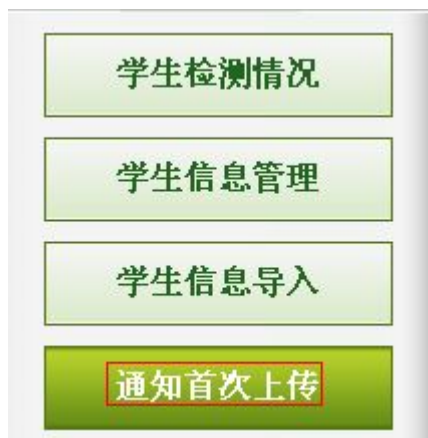 学生检测情况
学生信息管理
学生信息导入
通知首次上传